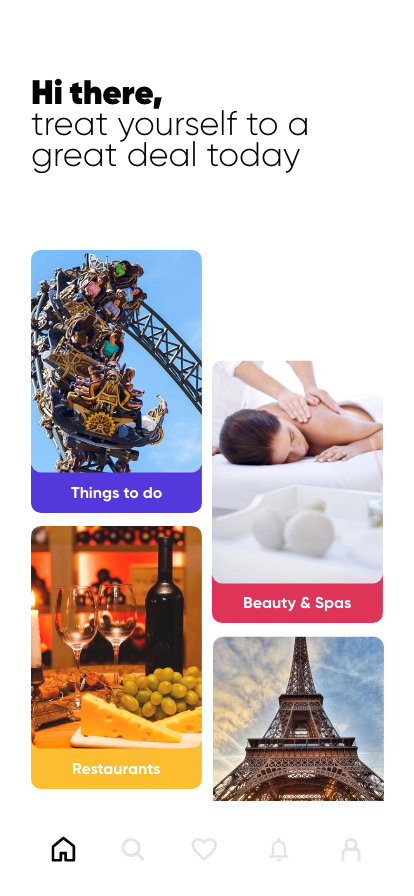 Hi there,
treat yourself to a
great deal today
Things to do
Beauty & Spas
Restaurants